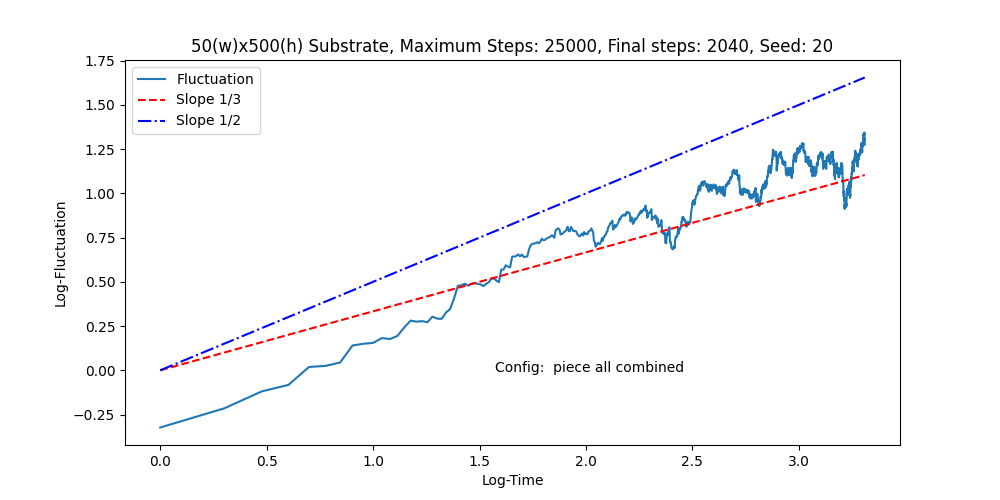 50(w)x500(h) Substrate, Maximum Steps: 25000, Final steps: 2040, Seed: 20
Fluctuation
Slope 1/3
Slope 1/2
1.75
1.50
1.25
1.00
0.75
0.50
0.25
0.00
−0.25
Log-Fluctuation
Config:  piece all combined
0.0 0.5 1.0 1.5 2.0 2.5 3.0
Log-Time